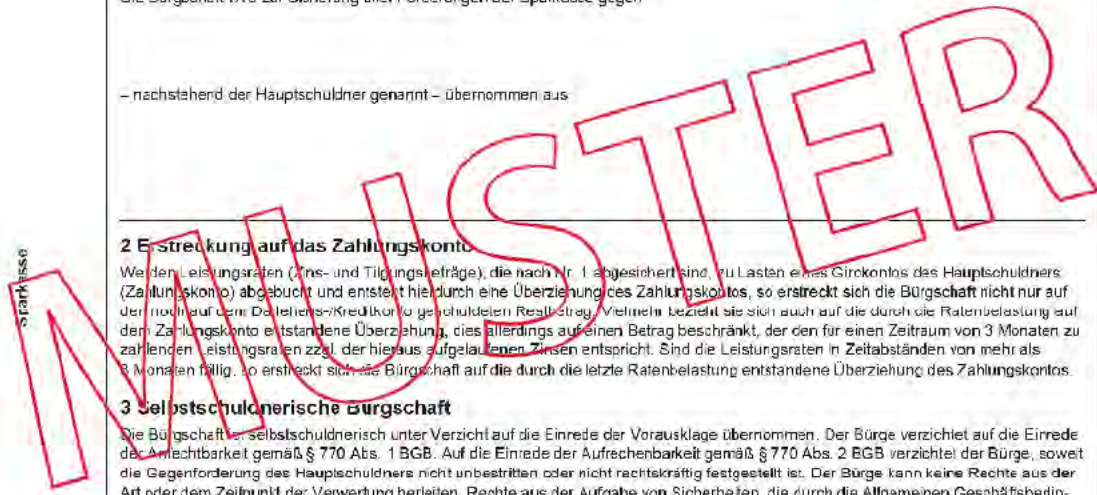 – nachstehend der Hauptschuldner genannt – übernommen aus
2 Erstreckung auf das Zahlungskonto
Werden Leistungsraten (Zins- und Tilgungsbeträge), die nach Nr. 1 abgesichert sind, zu Lasten eines Girokontos des Hauptschuldners
(Zahlungskonto) abgebucht und entsteht hierdurch eine Überziehung des Zahlungskontos, so erstreckt sich die Bürgschaft nicht nur auf
den noch auf dem Darlehens-/Kreditkonto geschuldeten Restbetrag. Vielmehr bezieht sie sich auch auf die durch die Ratenbelastung auf
dem Zahlungskonto entstandene Überziehung, dies allerdings auf einen Betrag beschränkt, der den für einen Zeitraum von 3 Monaten zu
zahlenden Leistungsraten zzgl. der hieraus aufgelaufenen Zinsen entspricht. Sind die Leistungsraten in Zeitabständen von mehr als
3 Monaten fällig, so erstreckt sich die Bürgschaft auf die durch die letzte Ratenbelastung entstandene Überziehung des Zahlungskontos.
3 Selbstschuldnerische Bürgschaft
Die Bürgschaft ist selbstschuldnerisch unter Verzicht auf die Einrede der Vorausklage übernommen. Der Bürge verzichtet auf die Einrede
der Anfechtbarkeit gemäß § 770 Abs. 1 BGB. Auf die Einrede der Aufrechenbarkeit gemäß § 770 Abs. 2 BGB verzichtet der Bürge, soweit
die Gegenforderung des Hauptschuldners nicht unbestritten oder nicht rechtskräftig festgestellt ist. Der Bürge kann keine Rechte aus der
Art oder dem Zeitpunkt der Verwertung herleiten. Rechte aus der Aufgabe von Sicherheiten, die durch die Allgemeinen Geschäftsbedin-
Sparkasse
MUSTER